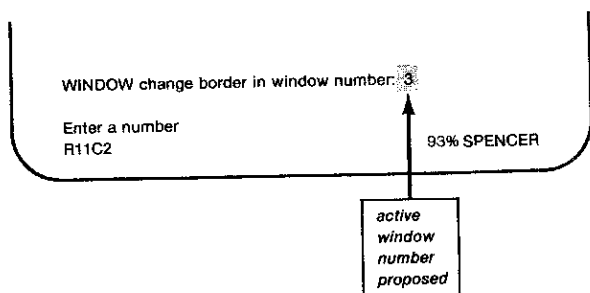 WINDOW change border in window number: 3
Enter a number
R11C2
93% SPENCER
active
window
number
proposed